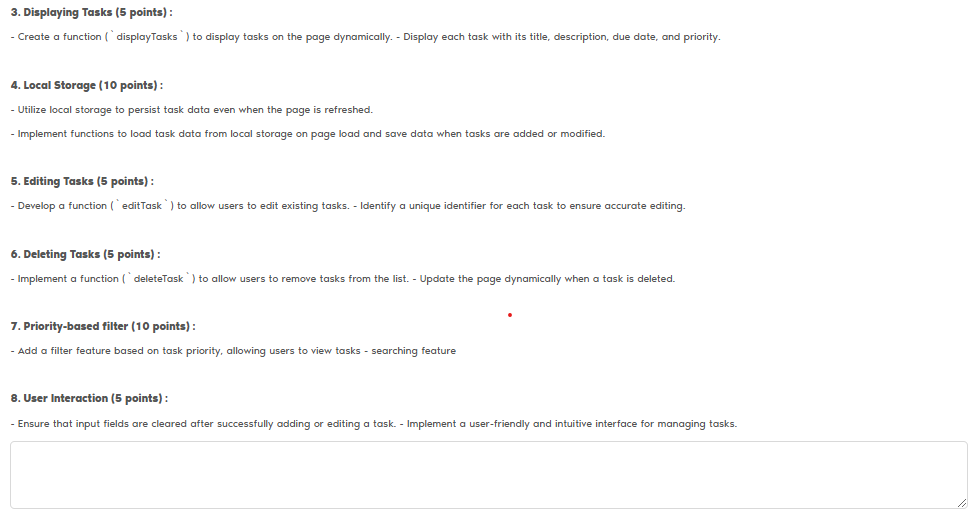 3. Displaying Tasks (5 points) :
- Create a function (`displayTasks`) to display tasks on the page dynamically. - Display each task with its title, description, due date, and priority.
4. Local Storage (10 points) :
- Utilize local storage to persist task data even when the page is refreshed.
- Implement functions to load task data from local storage on page load and save data when tasks are added or modified.
5. Editing Tasks (5 points) :
- Develop a function (`editTask`) to allow users to edit existing tasks. - Identify a unique identifier for each task to ensure accurate editing.
6. Deleting Tasks (5 points) :
- Implement a function (`deleteTask`) to allow users to remove tasks from the list. - Update the page dynamically when a task is deleted.
7. Priority-based filter (10 points) :
- Add a filter feature based on task priority, allowing users to view tasks - searching feature
8. User Interaction (5 points) :
- Ensure that input fields are cleared after successfully adding or editing a task. - Implement a user-friendly and intuitive interface for managing tasks.